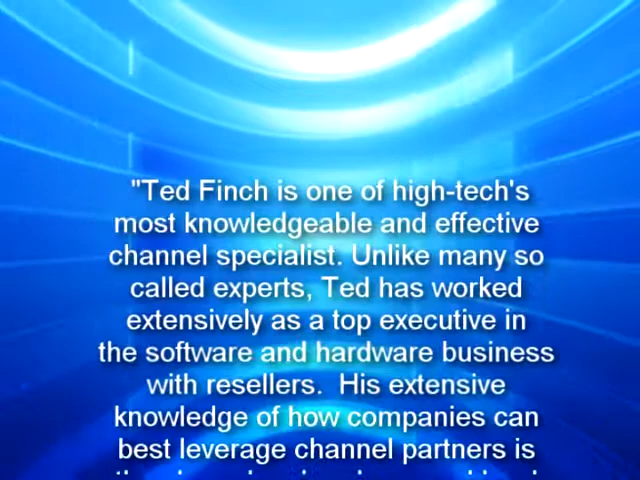 "Ted Finch is one of high-tech's
most knowledgeable and effective
channel specialist. Unlike many so
called experts, Ted has worked
extensively as a top executive in
the software and hardware business
with resellers.  His extensive
knowledge of how companies can
best leverage channel partners is